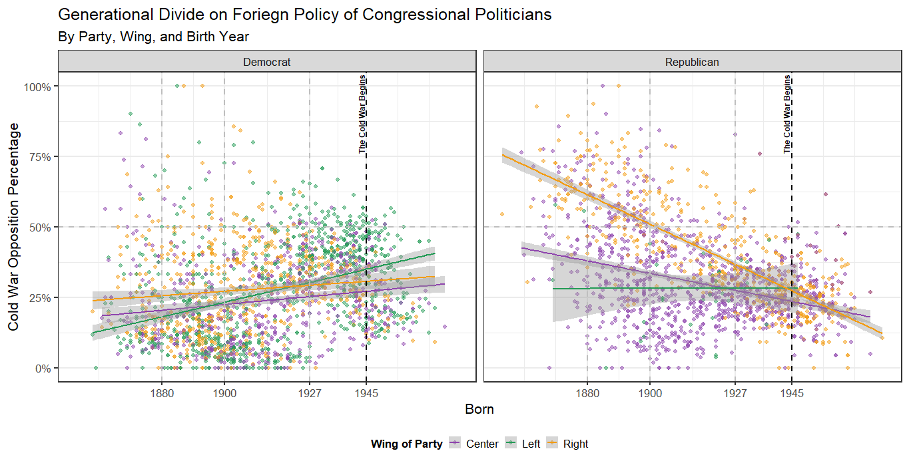 Generational Divide on Foriegn Policy of Congressional Politicians
By Party, Wing, and Birth Year
Democrat
Republican
Cold War Opposition Percentage
100%
75%
50%
25%
0%
The Cold War Begins
The Cold War Begins
1880
1900
1927
1945
1880
1900
1927
1945
Born
Wing of Party
Center
Left
Right